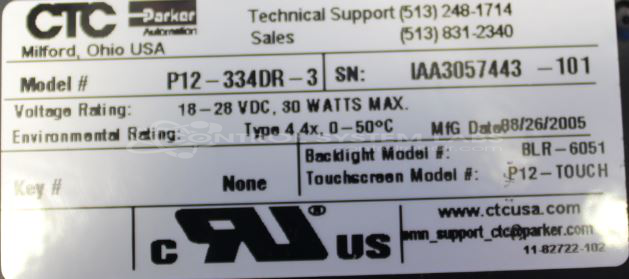 CTC Parker Automation
Technical Support (513) 248-1714
Milford, Ohio USA
Sales (513) 831-2340
Model # P12-334DR-3 SN: IAA3057443 -101
Voltage Rating: 18-28 VDC, 30 WATTS MAX.
Environmental Rating: Type 4,4x, 0-50°C Mfg Date 08/26/2005
Backlight Model #: BLR-6051
Key # None
Touchscreen Model #: P12-TOUCH
www.ctcusa.com
c RU ® US
emn_support_ctc@parker.com
11-82722-102